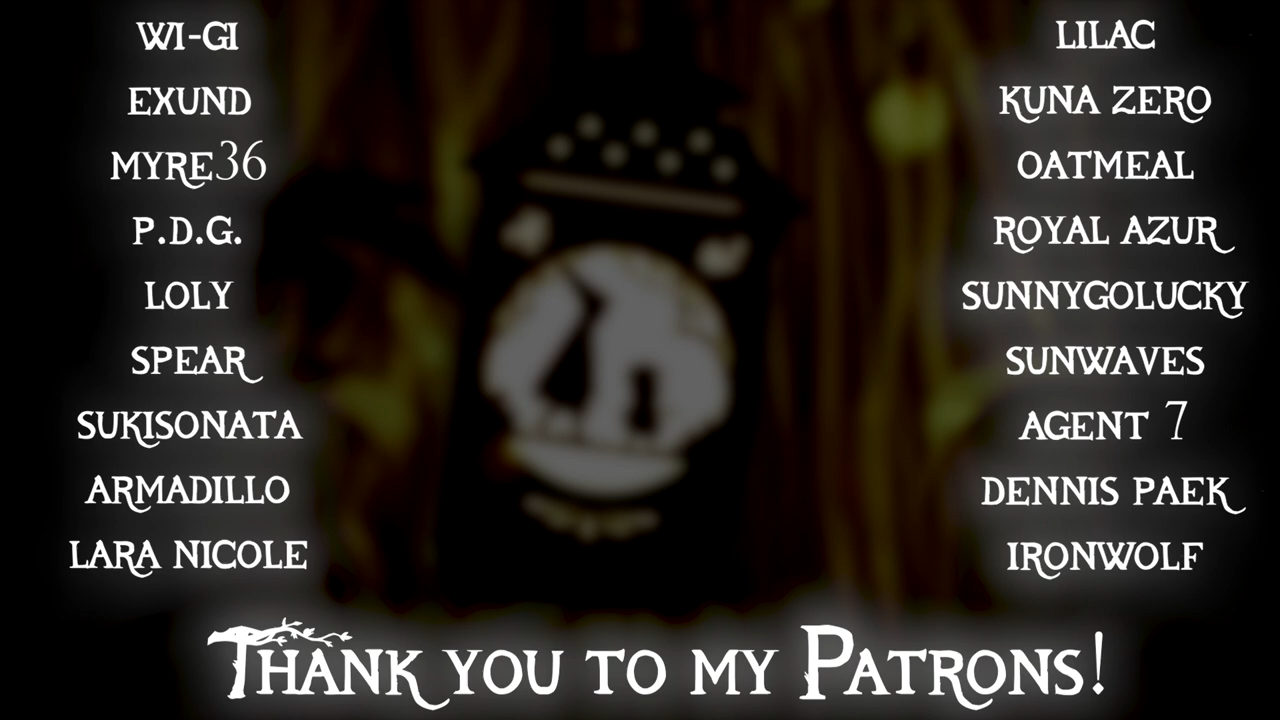 WI-GI
EXUND
MYRE36
P.D.G.
LOLY
SPEAR
SUKISONATA
ARMADILLO
LARA NICOLE
LILAC
KUNA ZERO
OATMEAL
ROYAL AZUR
SUNNYGOLUCKY
SUNWAVES
AGENT 7
DENNIS PAEK
IRONWOLF
THANK YOU TO MY PATRONS!